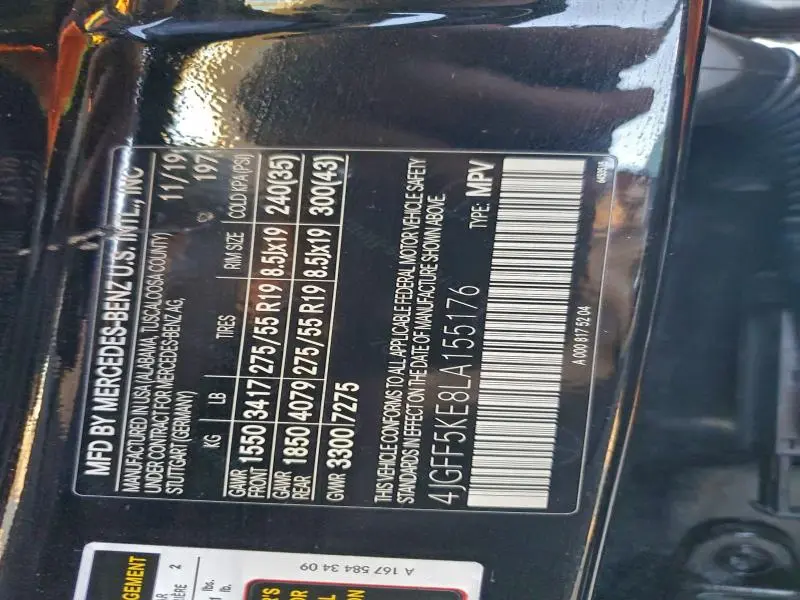 MFD BY MERCEDES-BENZ U.S. INTL., INC
MANUFACTURED IN USA (ALABAMA, TUSCALOOSA COUNTY)
UNDER CONTRACT FOR MERCEDES-BENZ AG,
STUTTGART (GERMANY)
11/19
197
KG LB TIRES RIM SIZE COLD KPA (PSI)
GAWR FRONT 1550 3417 275/55 R19 8.5Jx19 240(35)
GAWR REAR 1850 4079 275/55 R19 8.5Jx19 300(43)
GVWR 3300 7275
THIS VEHICLE CONFORMS TO ALL APPLICABLE FEDERAL MOTOR VEHICLE SAFETY
STANDARDS IN EFFECT ON THE DATE OF MANUFACTURE SHOWN ABOVE.
4JGFF5KE8LA155176 TYPE: MPV
A 000 817 52 04
A 167 584 34 09
2
lbs.
lb.